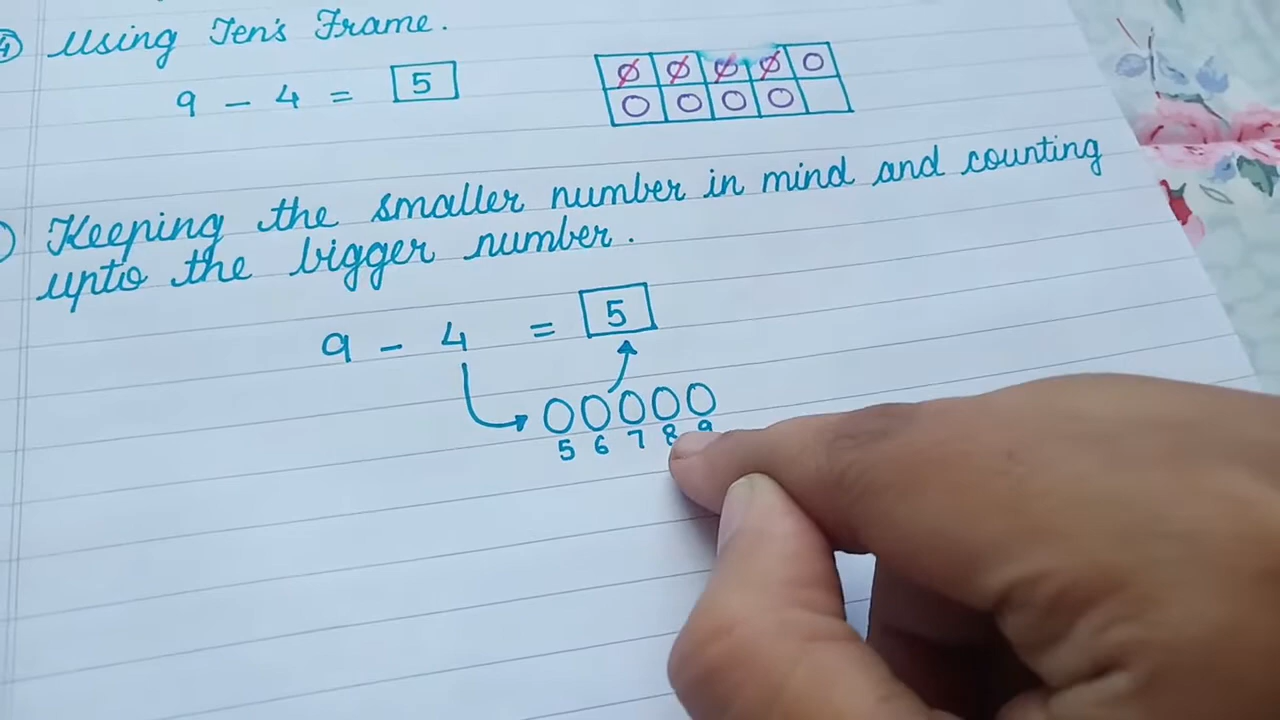 4 Using Ten's Frame.
9 - 4 = 5
Keeping the smaller number in mind and counting
upto the bigger number.
9 - 4 = 5
5 6 7 8 9